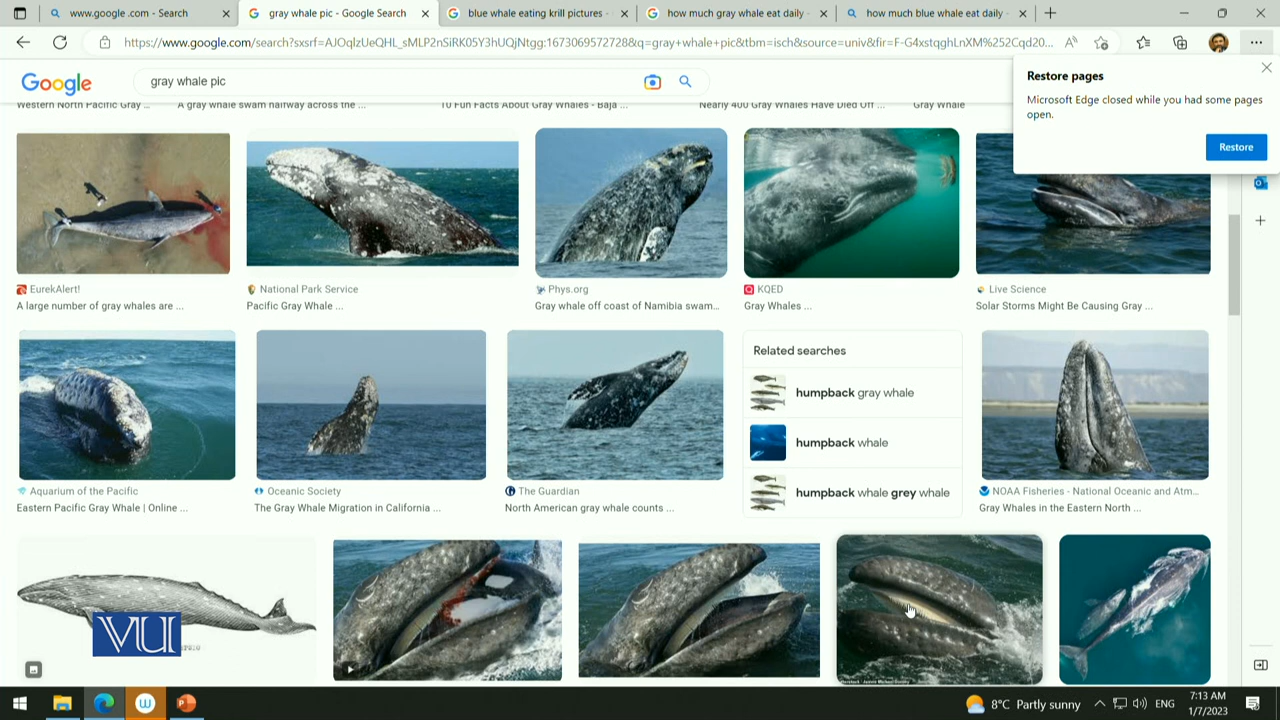 www.google .com - Search
gray whale pic - Google Search
blue whale eating krill pictures -
how much gray whale eat daily -
how much blue whale eat daily -
https://www.google.com/search?sxsrf=AJOqlzUeQHL_sMLP2nSiRK05Y3hUQjNtgg:1673069572728&q=gray+whale+pic&tbm=isch&source=univ&fir=F-G4xstqghLnXM%252Cqd20...
Restore pages
Microsoft Edge closed while you had some pages
open.
Restore
Google
gray whale pic
Western North Pacific Gray ...
A gray whale swam halfway across the ...
10 Fun Facts About Gray Whales - Baja ...
Nearly 400 Gray Whales Have Died Off ...
Gray Whale
EurekAlert!
A large number of gray whales are ...
National Park Service
Pacific Gray Whale ...
Phys.org
Gray whale off coast of Namibia swam...
KQED
Gray Whales ...
Live Science
Solar Storms Might Be Causing Gray ...
Aquarium of the Pacific
Eastern Pacific Gray Whale | Online ...
Oceanic Society
The Gray Whale Migration in California ...
The Guardian
North American gray whale counts ...
Related searches
humpback gray whale
humpback whale
humpback whale grey whale
NOAA Fisheries - National Oceanic and Atm...
Gray Whales in the Eastern North ...
VU
8°C Partly sunny
ENG
7:13 AM
1/7/2023